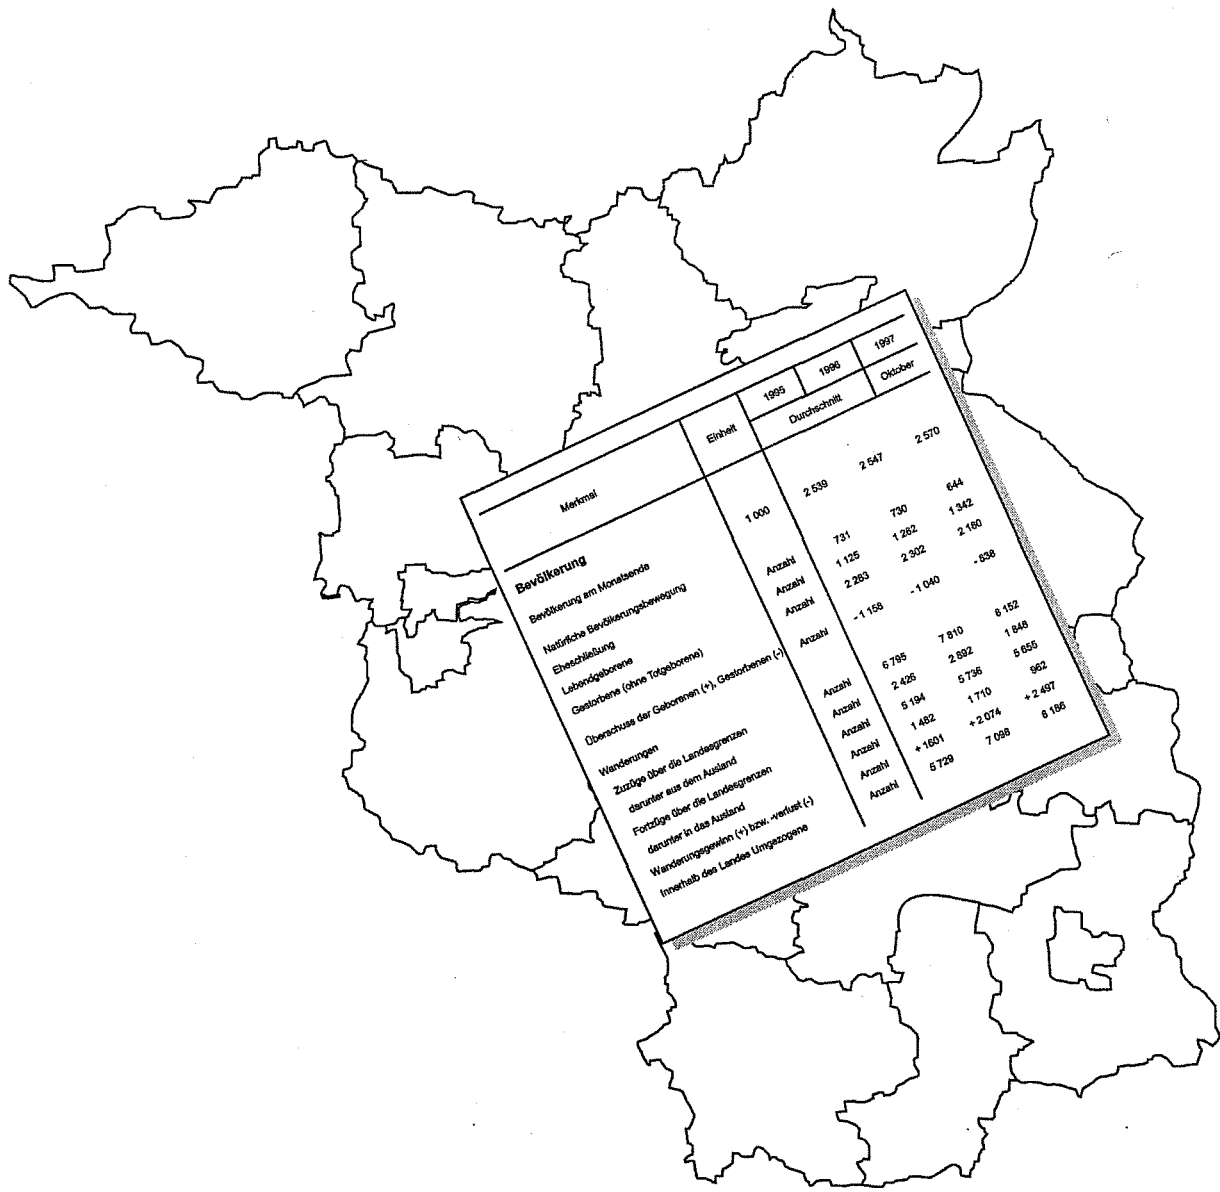 Merkmal Einheit 1995 1996 1997
Durchschnitt Oktober
Bevölkerung
Bevölkerung am Monatsende 1 000 2 539 2 547 2 570
Natürliche Bevölkerungsbewegung
Eheschließung Anzahl 731 730 644
Lebendgeborene Anzahl 1 125 1 262 1 342
Gestorbene (ohne Totgeborene) Anzahl 2 283 2 302 2 160
Überschuss der Geborenen (+), Gestorbenen (-) Anzahl - 1 158 - 1 040 - 838
Wanderungen
Zuzüge über die Landesgrenzen Anzahl 6 795 7 810 8 152
darunter aus dem Ausland Anzahl 2 426 2 892 1 848
Fortzüge über die Landesgrenzen Anzahl 5 194 5 736 5 655
darunter in das Ausland Anzahl 1 482 1 710 962
Wanderungsgewinn (+) bzw. -verlust (-) Anzahl + 1601 + 2 074 + 2 497
Innerhalb des Landes Umgezogene Anzahl 5 729 7 098 8 186